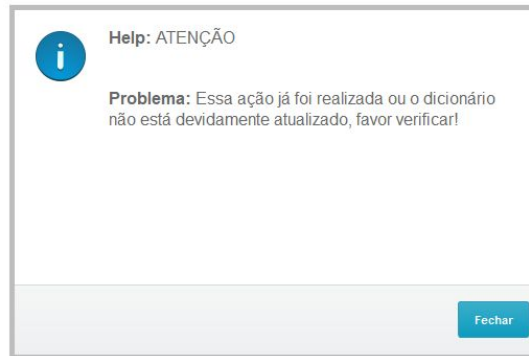 Help: ATENÇÃO
Problema: Essa ação já foi realizada ou o dicionário
não está devidamente atualizado, favor verificar!
Fechar